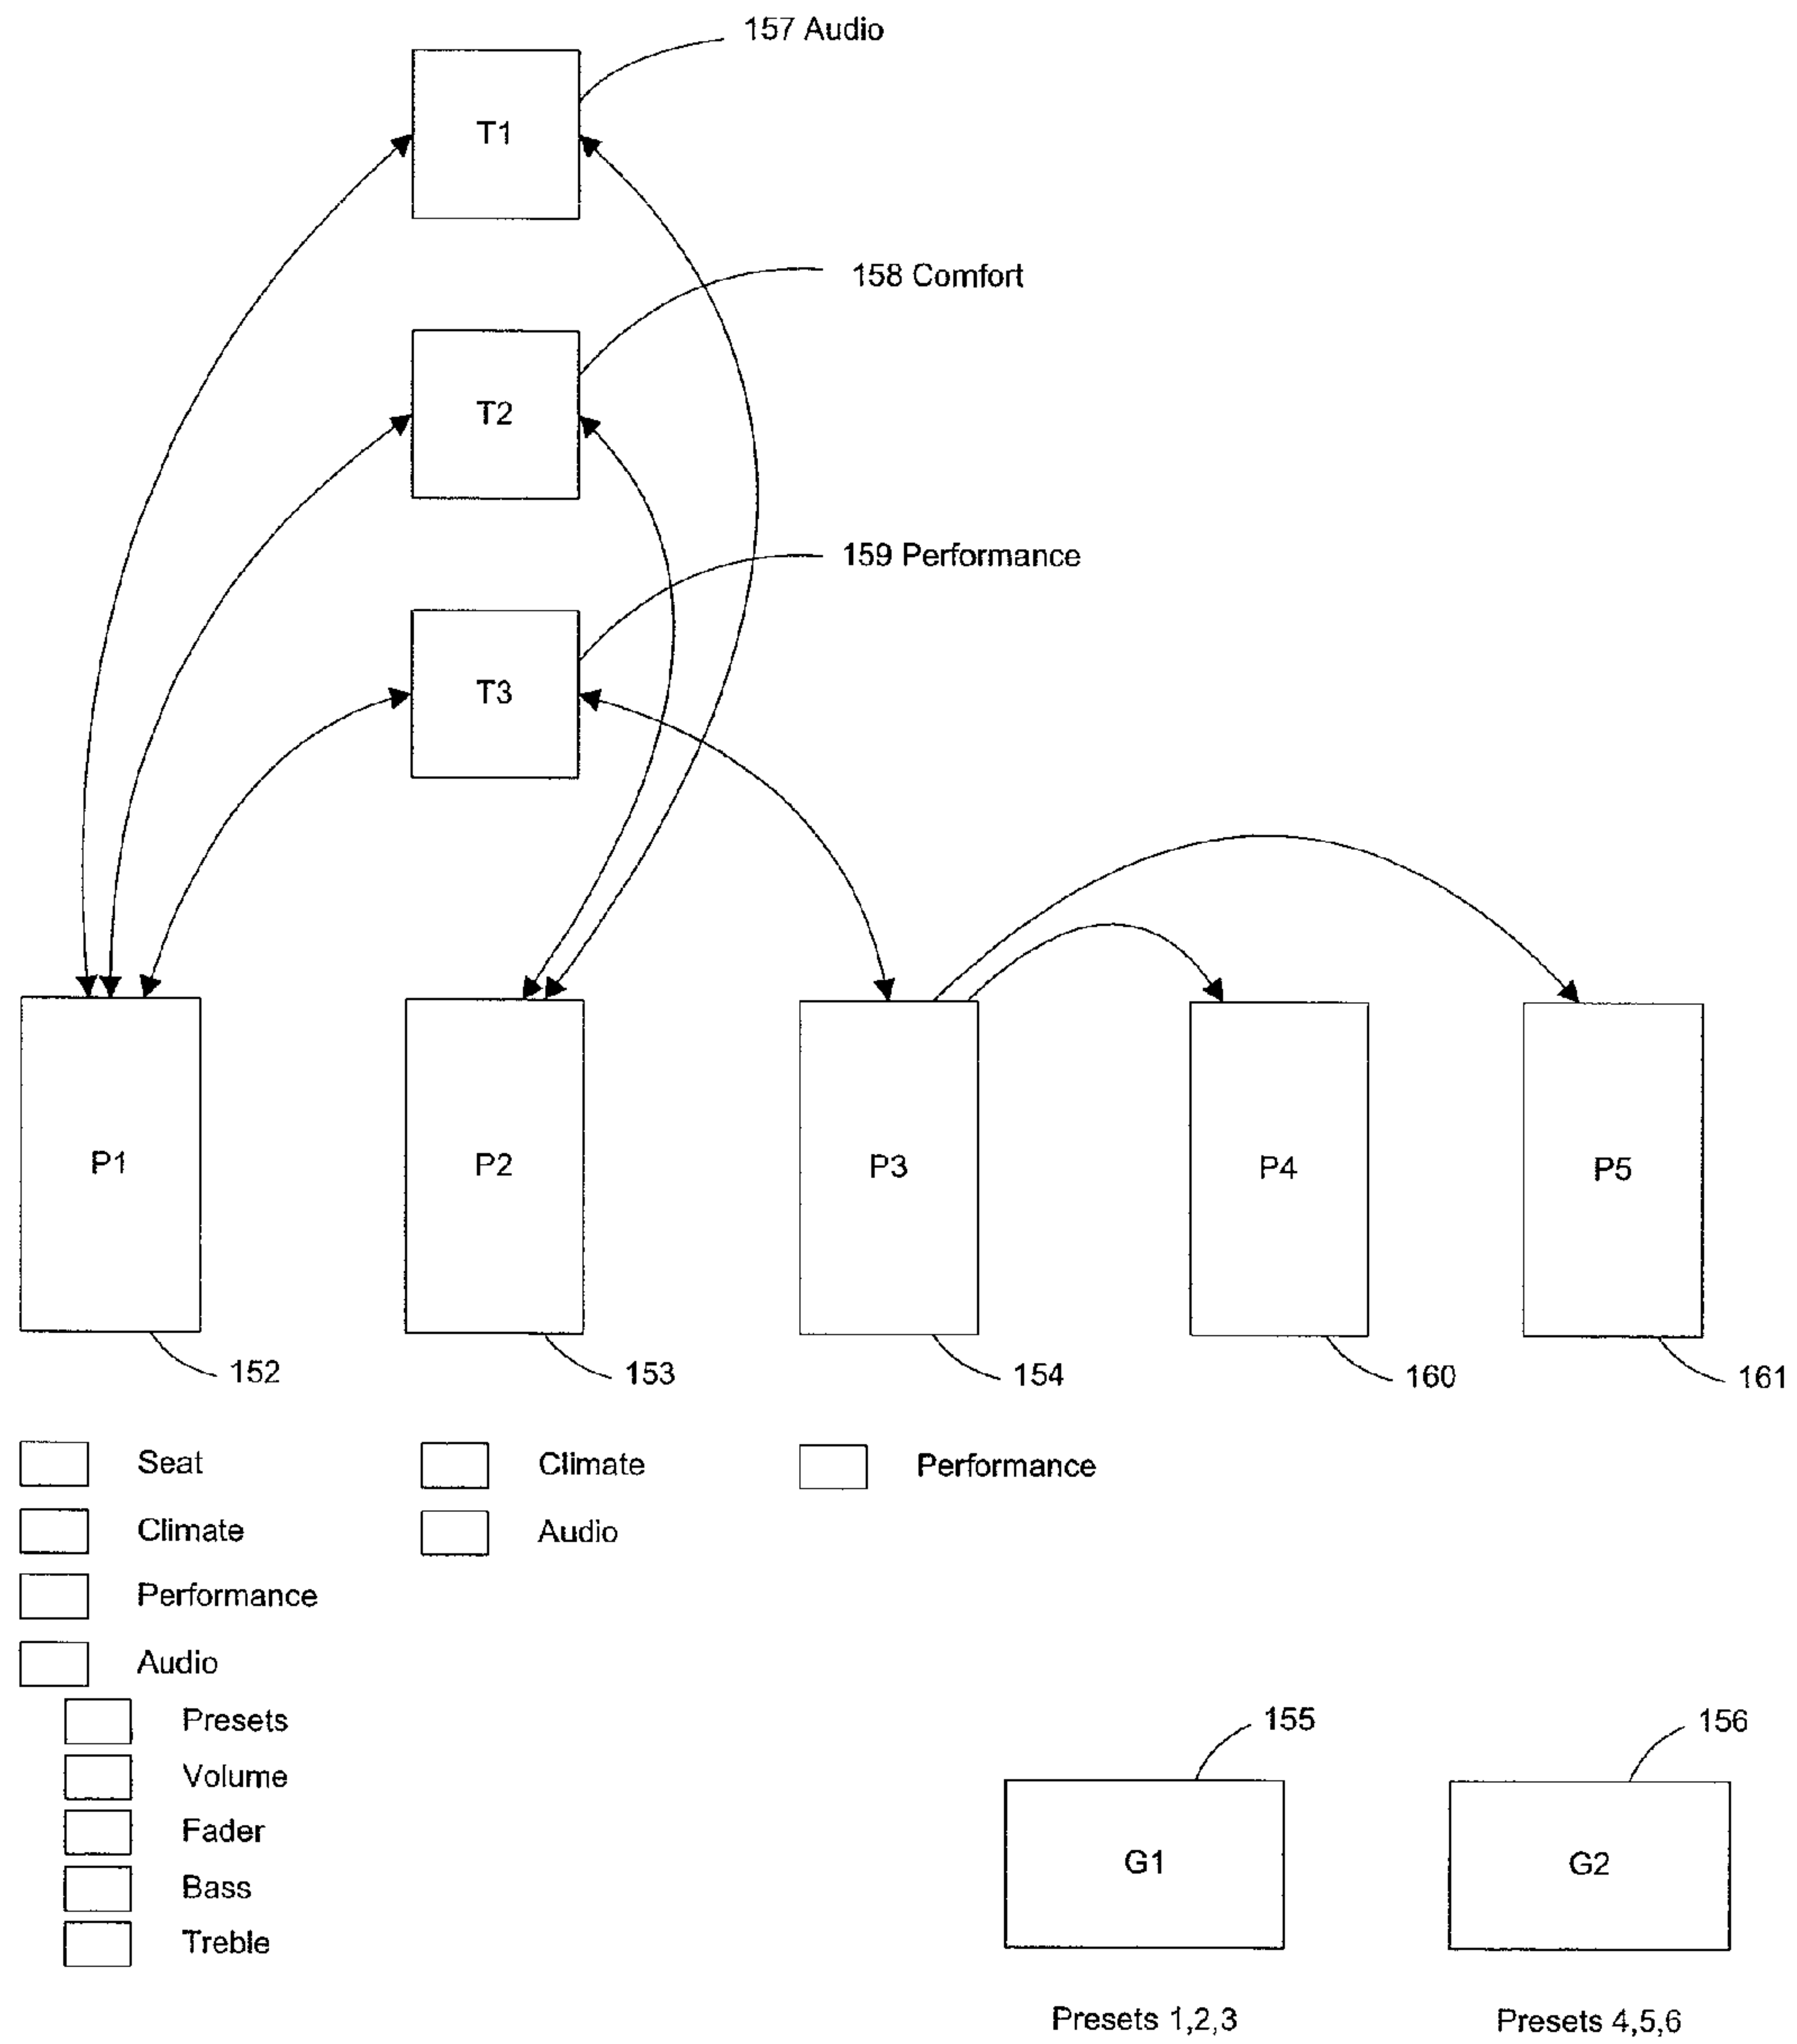 157 Audio
T1
158 Comfort
T2
159 Performance
T3
P1
P2
P3
P4
P5
152
153
154
160
161
Seat
Climate
Performance
Climate
Audio
Performance
Audio
Presets
Volume
Fader
Bass
Treble
155
156
G1
G2
Presets 1,2,3
Presets 4,5,6